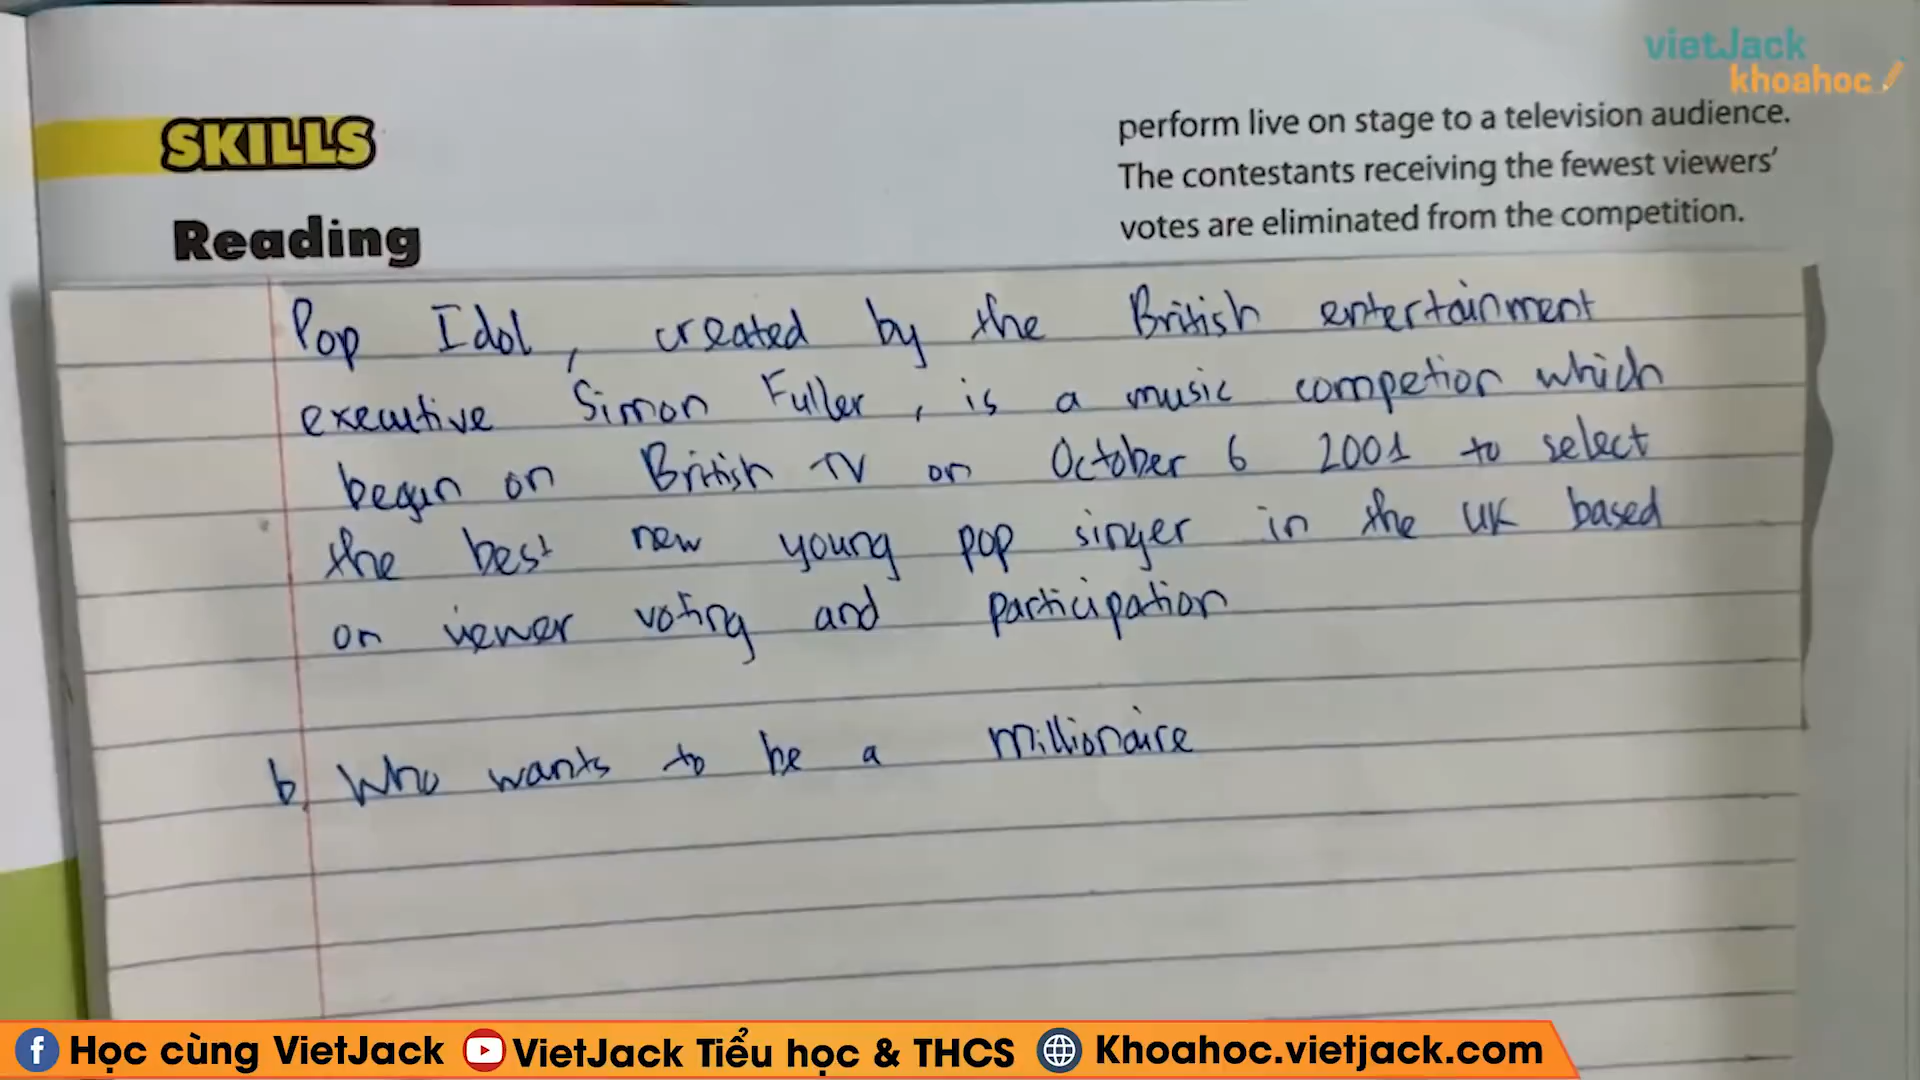 vietJack
khoahoc
SKILLS
Reading
perform live on stage to a television audience.
The contestants receiving the fewest viewers'
votes are eliminated from the competition.
Pop Idol, created by the British entertainment
executive Simon Fuller, is a music competion which
begun on British TV on October 6 2001 to select
the best new young pop singer in the UK based
on viewer voting and participation
b, Who wants to be a millionaire
Học cùng VietJack VietJack Tiểu học & THCS Khoahoc.vietjack.com